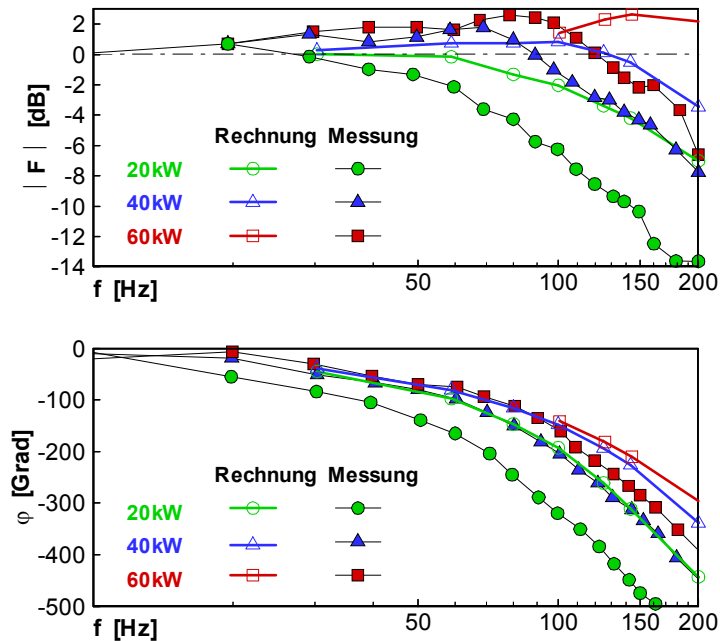 2
0
-2
-4
-6
-8
-10
-12
-14
| F | [dB]
Rechnung Messung
20kW
40kW
60kW
50 100 150 200
f [Hz]
0
-100
-200
-300
-400
-500
φ [Grad]
Rechnung Messung
20kW
40kW
60kW
50 100 150 200
f [Hz]